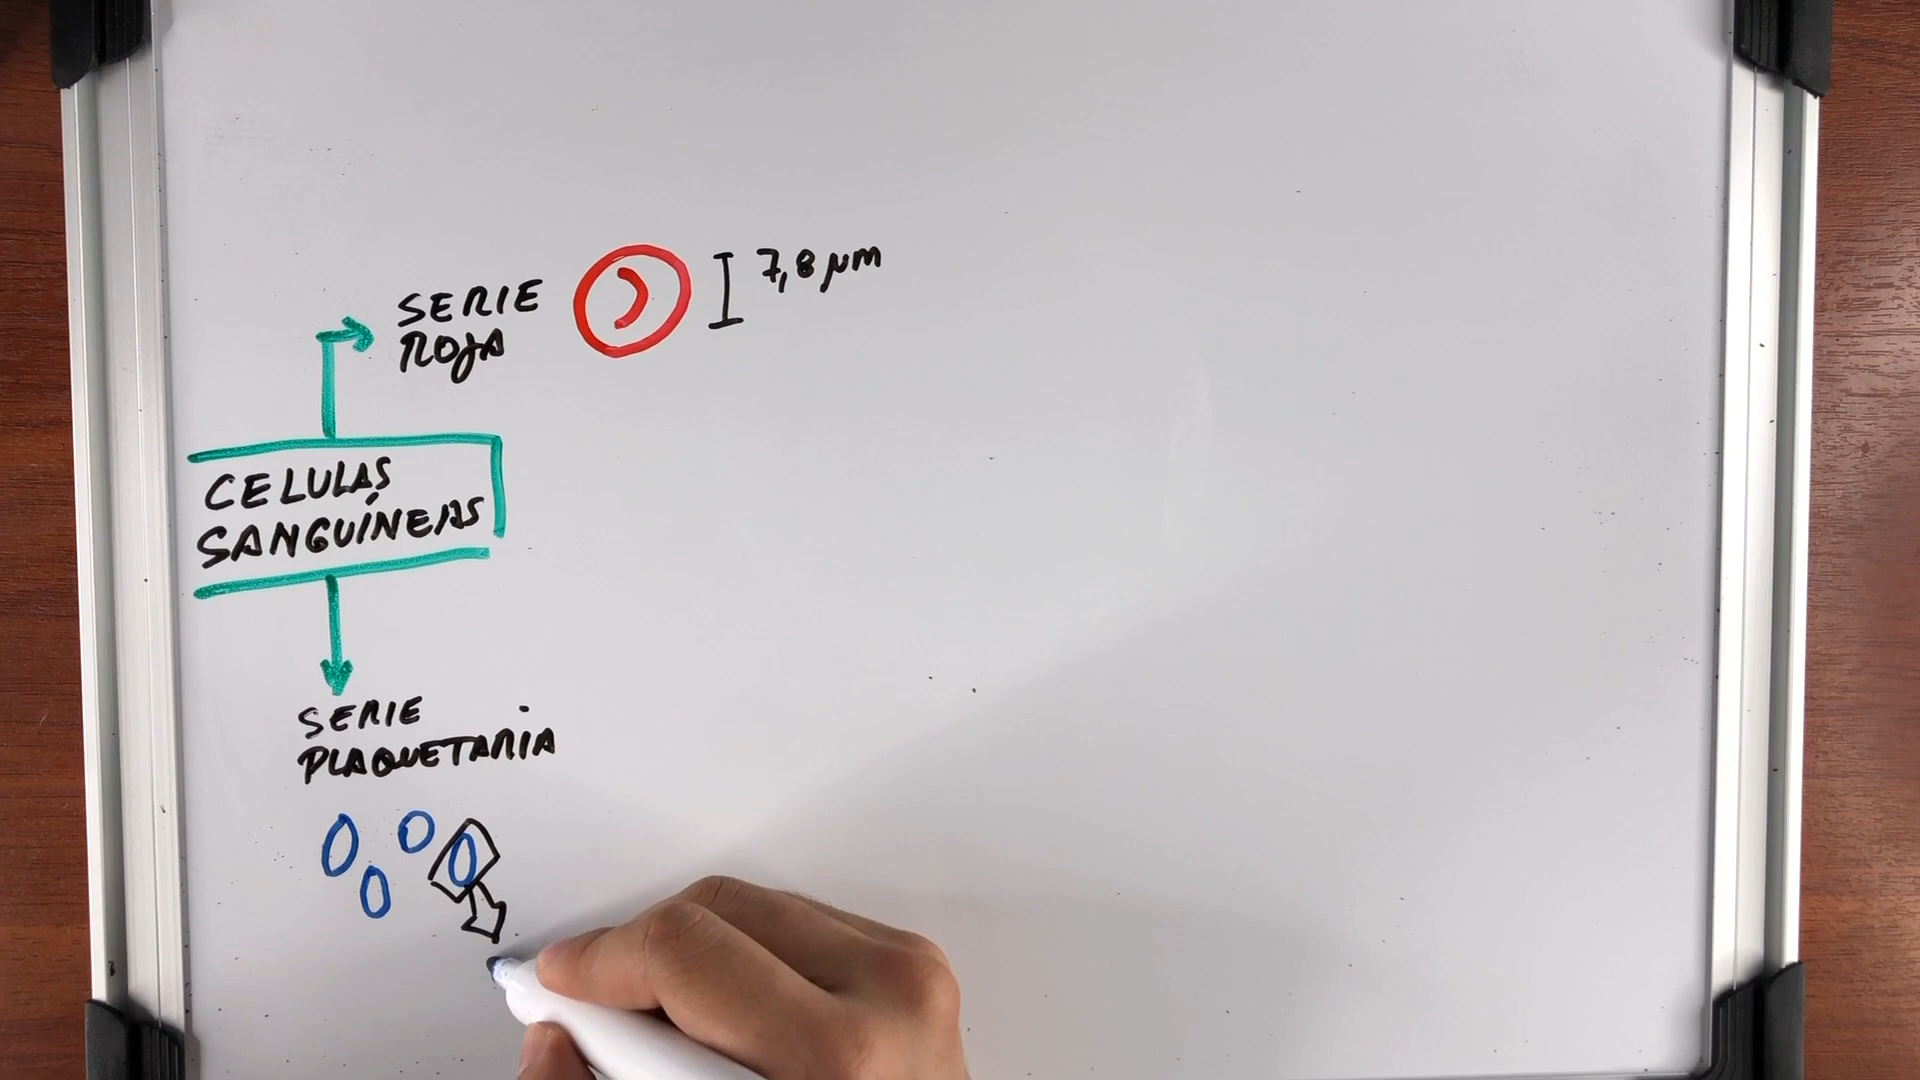 SERIE
ROJA
7,8 µm
CELULAS
SANGUÍNEAS
SERIE
PLAQUETARIA